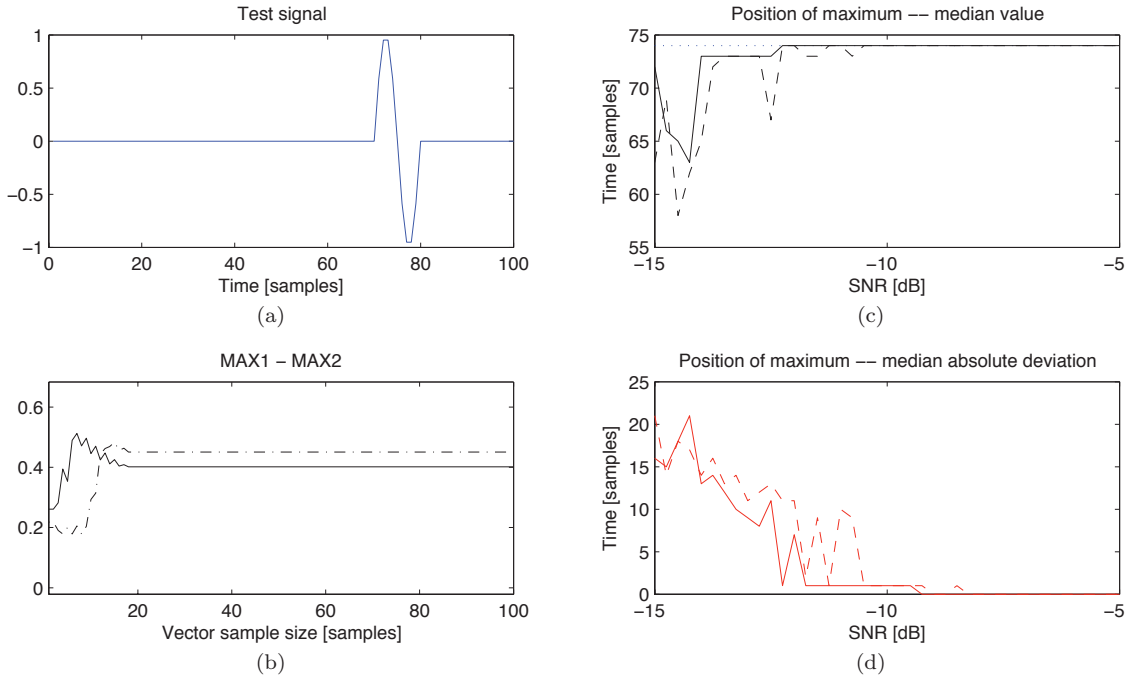 Test signal
1
0.5
0
−0.5
−1
0 20 40 60 80 100
Time [samples]
(a)
MAX1 − MAX2
0.6
0.4
0.2
0
20 40 60 80 100
Vector sample size [samples]
(b)
Position of maximum −− median value
75
70
65
60
55
Time [samples]
−15 −10 −5
SNR [dB]
(c)
Position of maximum −− median absolute deviation
25
20
15
10
5
0
Time [samples]
−15 −10 −5
SNR [dB]
(d)